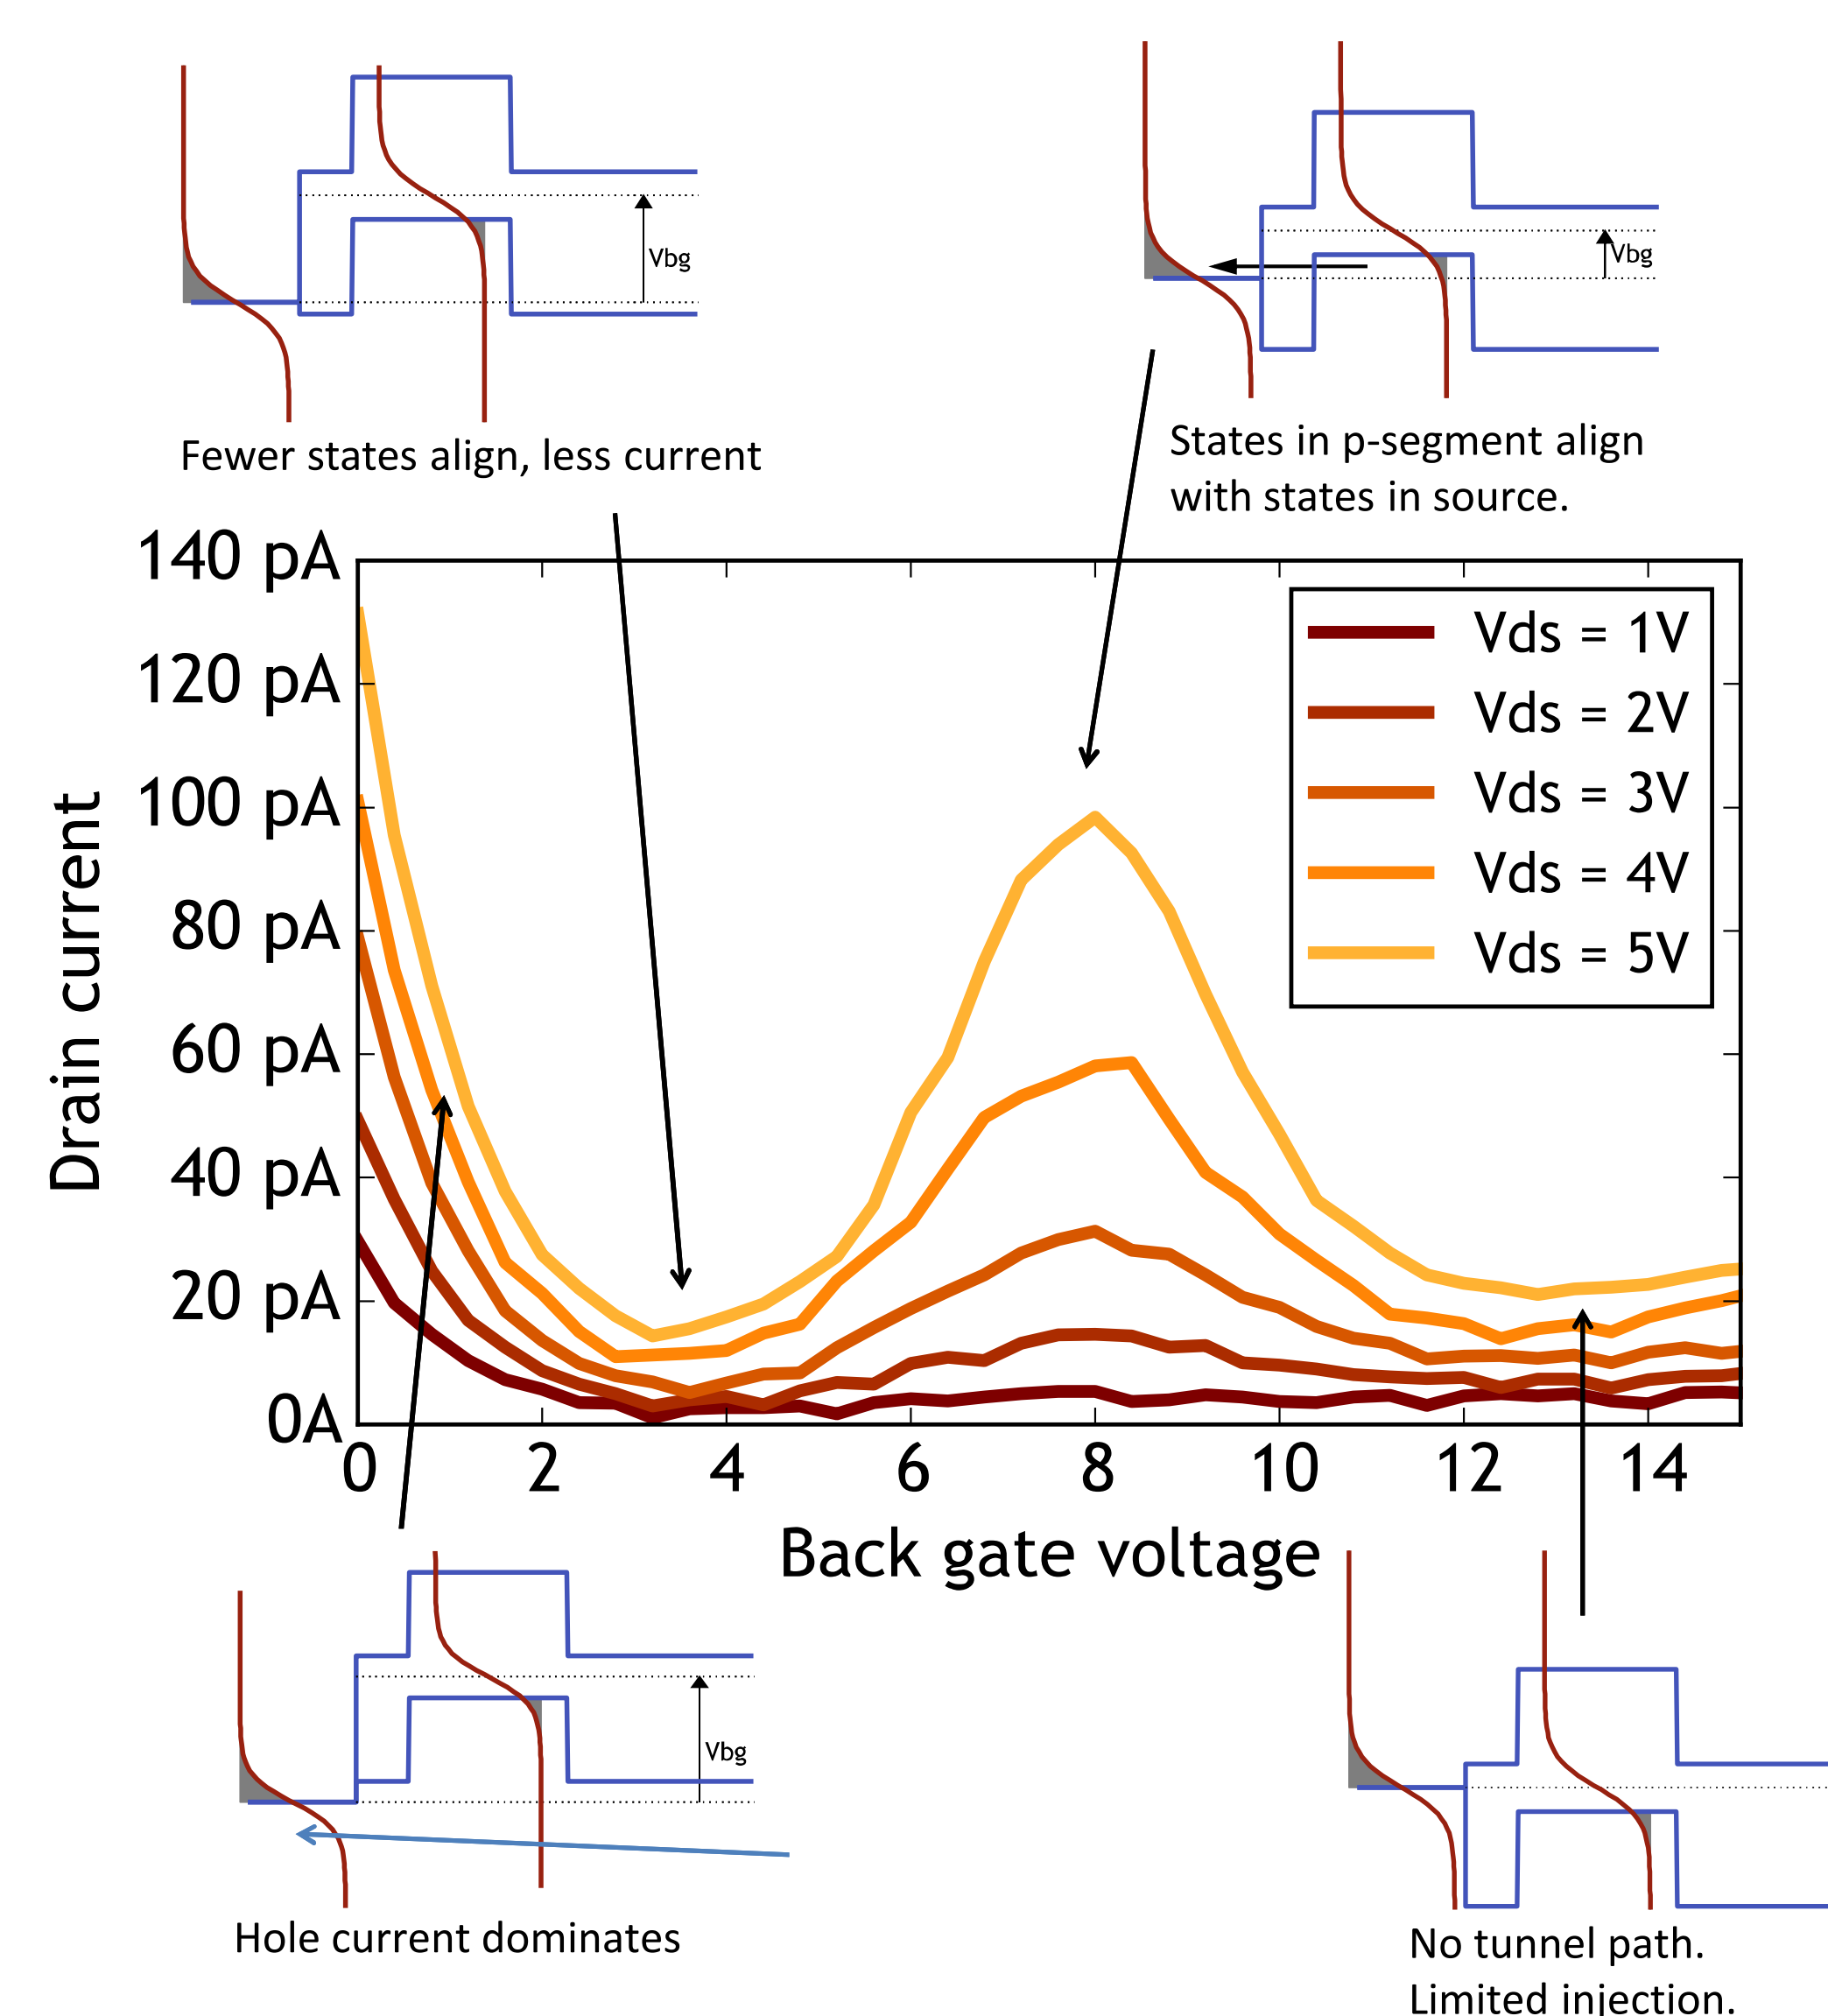 Vbg
Vbg
Fewer states align, less current
States in p-segment align
with states in source.
140 pA
120 pA
100 pA
80 pA
60 pA
40 pA
20 pA
0A
Drain current
Vds = 1V
Vds = 2V
Vds = 3V
Vds = 4V
Vds = 5V
0 2 4 6 8 10 12 14
Back gate voltage
Vbg
Hole current dominates
No tunnel path.
Limited injection.